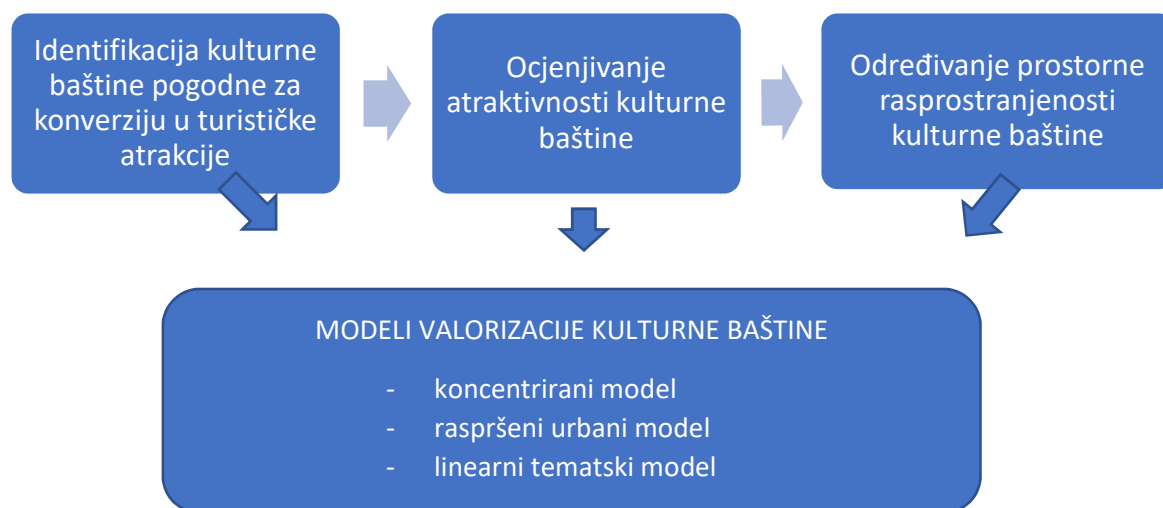 Identifikacija kulturne
baštine pogodne za
konverziju u turističke
atrakcije
Ocjenjivanje
atraktivnosti kulturne
baštine
Određivanje prostorne
rasprostranjenosti
kulturne baštine
MODELI VALORIZACIJE KULTURNE BAŠTINE
- koncentrirani model
- raspršeni urbani model
- linearni tematski model